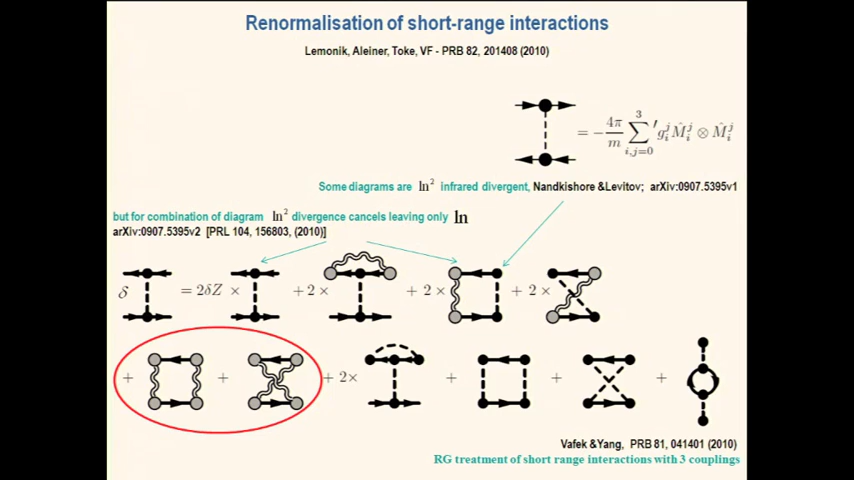 Renormalisation of short-range interactions
Lemonik, Aleiner, Toke, VF - PRB 82, 201408 (2010)
= − 4π/m ∑ ′ g_i^j M̂_i^j ⊗ M̂_i^j
3
i,j=0
Some diagrams are ln² infrared divergent, Nandkishore &Levitov; arXiv:0907.5395v1
but for combination of diagram ln² divergence cancels leaving only ln
arXiv:0907.5395v2 [PRL 104, 156803, (2010)]
δ = 2δZ × + 2 × + 2 × + 2 ×
+ + + 2× + + +
Vafek &Yang, PRB 81, 041401 (2010)
RG treatment of short range interactions with 3 couplings